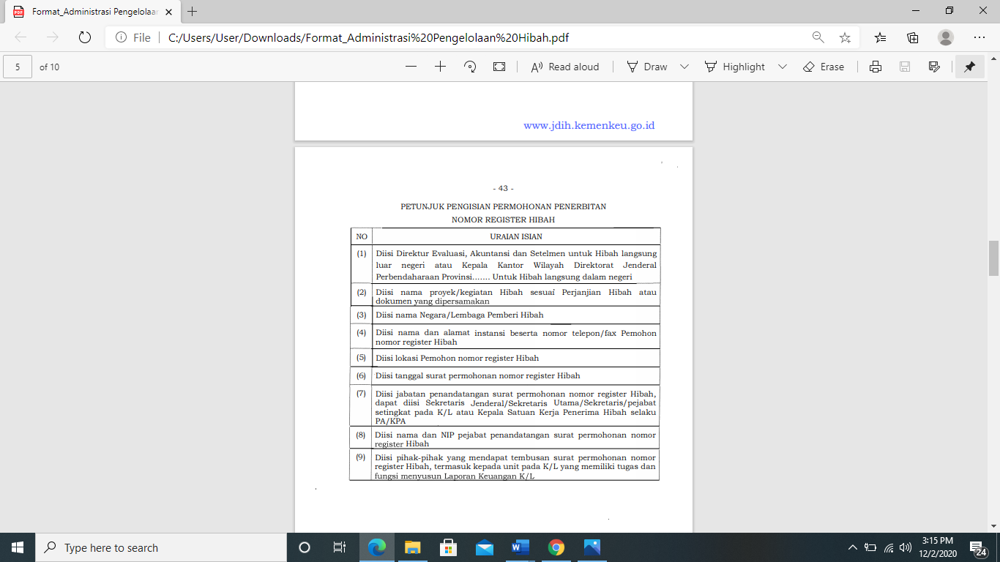 Format_Administrasi Pengelolaan
File
C:/Users/User/Downloads/Format_Administrasi%20Pengelolaan%20Hibah.pdf
5 of 10
Read aloud
Draw
Highlight
Erase
www.jdih.kemenkeu.go.id
- 43 -
PETUNJUK PENGISIAN PERMOHONAN PENERBITAN
NOMOR REGISTER HIBAH
NO URAIAN ISIAN
(1) Diisi Direktur Evaluasi, Akuntansi dan Setelmen untuk Hibah langsung
luar negeri atau Kepala Kantor Wilayah Direktorat Jenderal
Perbendaharaan Provinsi....... Untuk Hibah langsung dalam negeri
(2) Diisi nama proyek/kegiatan Hibah sesuai Perjanjian Hibah atau
dokumen yang dipersamakan
(3) Diisi nama Negara/Lembaga Pemberi Hibah
(4) Diisi nama dan alamat instansi beserta nomor telepon/fax Pemohon
nomor register Hibah
(5) Diisi lokasi Pemohon nomor register Hibah
(6) Diisi tanggal surat permohonan nomor register Hibah
(7) Diisi jabatan penandatangan surat permohonan nomor register Hibah,
dapat diisi Sekretaris Jenderal/Sekretaris Utama/Sekretaris/pejabat
setingkat pada K/L atau Kepala Satuan Kerja Penerima Hibah selaku
PA/KPA
(8) Diisi nama dan NIP pejabat penandatangan surat permohonan nomor
register Hibah
(9) Diisi pihak-pihak yang mendapat tembusan surat permohonan nomor
register Hibah, termasuk kepada unit pada K/L yang memiliki tugas dan
fungsi menyusun Laporan Keuangan K/L
Type here to search
3:15 PM
12/2/2020
24